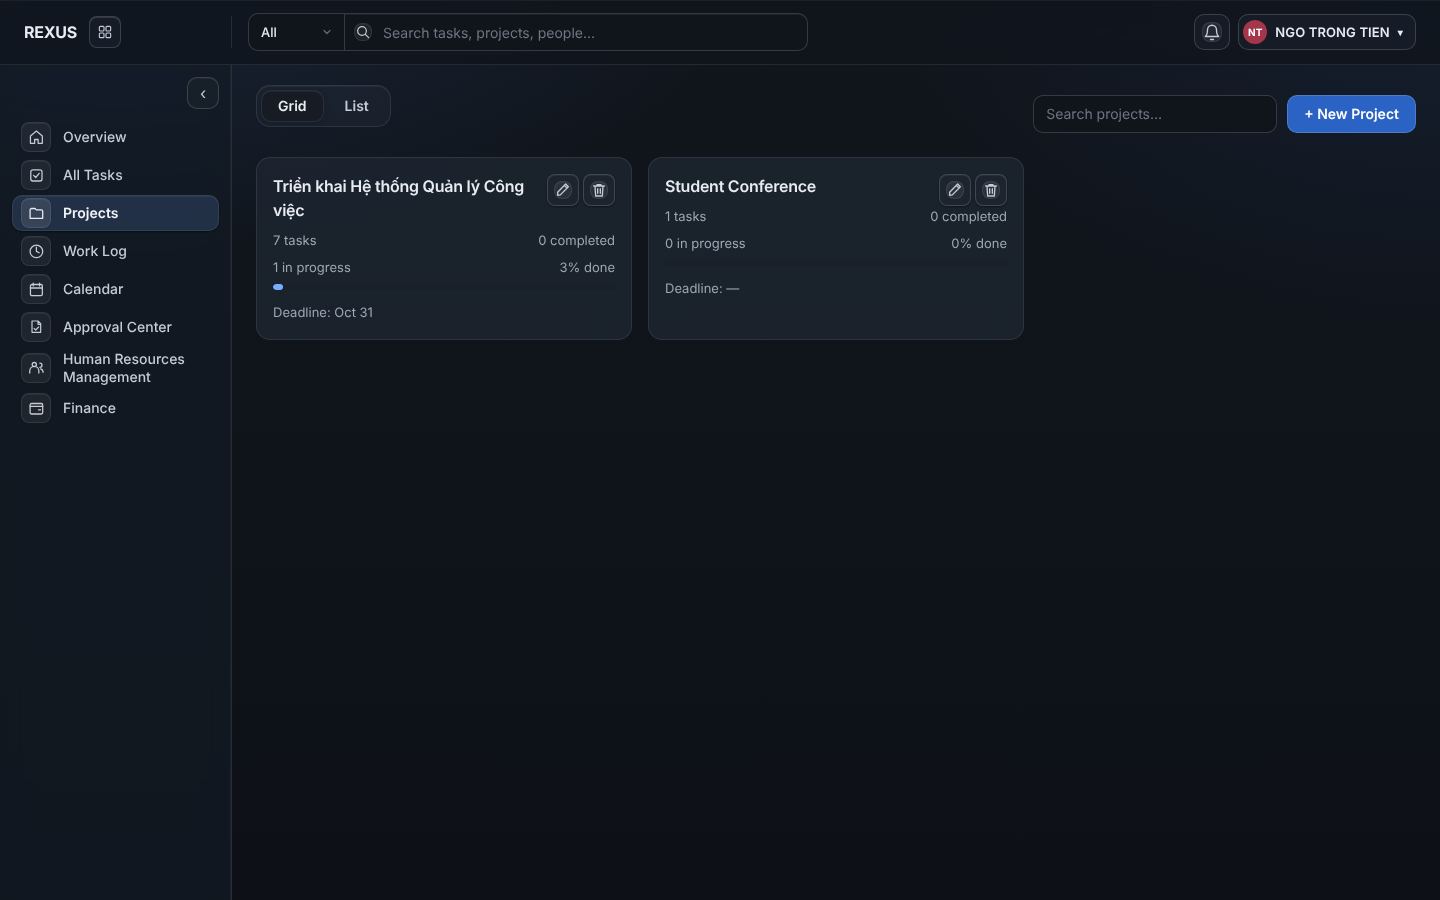 REXUS
All
Search tasks, projects, people...
NT
NGO TRONG TIEN
Overview
All Tasks
Projects
Work Log
Calendar
Approval Center
Human Resources
Management
Finance
Grid
List
Search projects...
+ New Project
Triển khai Hệ thống Quản lý Công
việc
7 tasks
0 completed
1 in progress
3% done
Deadline: Oct 31
Student Conference
1 tasks
0 completed
0 in progress
0% done
Deadline: —